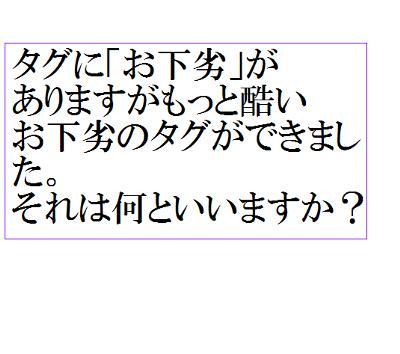 タグに「お下劣」が
ありますがもっと酷い
お下劣のタグができまし
た。
それは何といいますか？